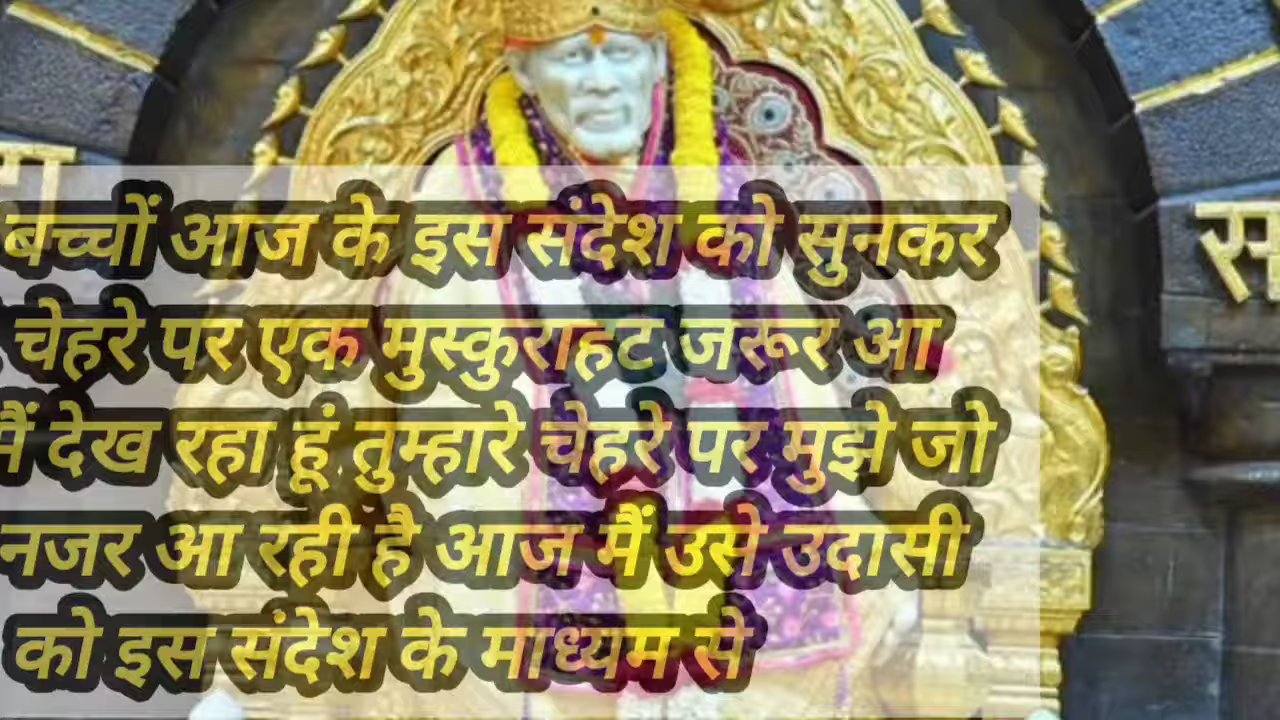 बच्चों आज के इस संदेश को सुनकर
चेहरे पर एक मुस्कुराहट जरूर आ
मैं देख रहा हूं तुम्हारे चेहरे पर मुझे जो
नजर आ रही है आज मैं उसे उदासी
को इस संदेश के माध्यम से